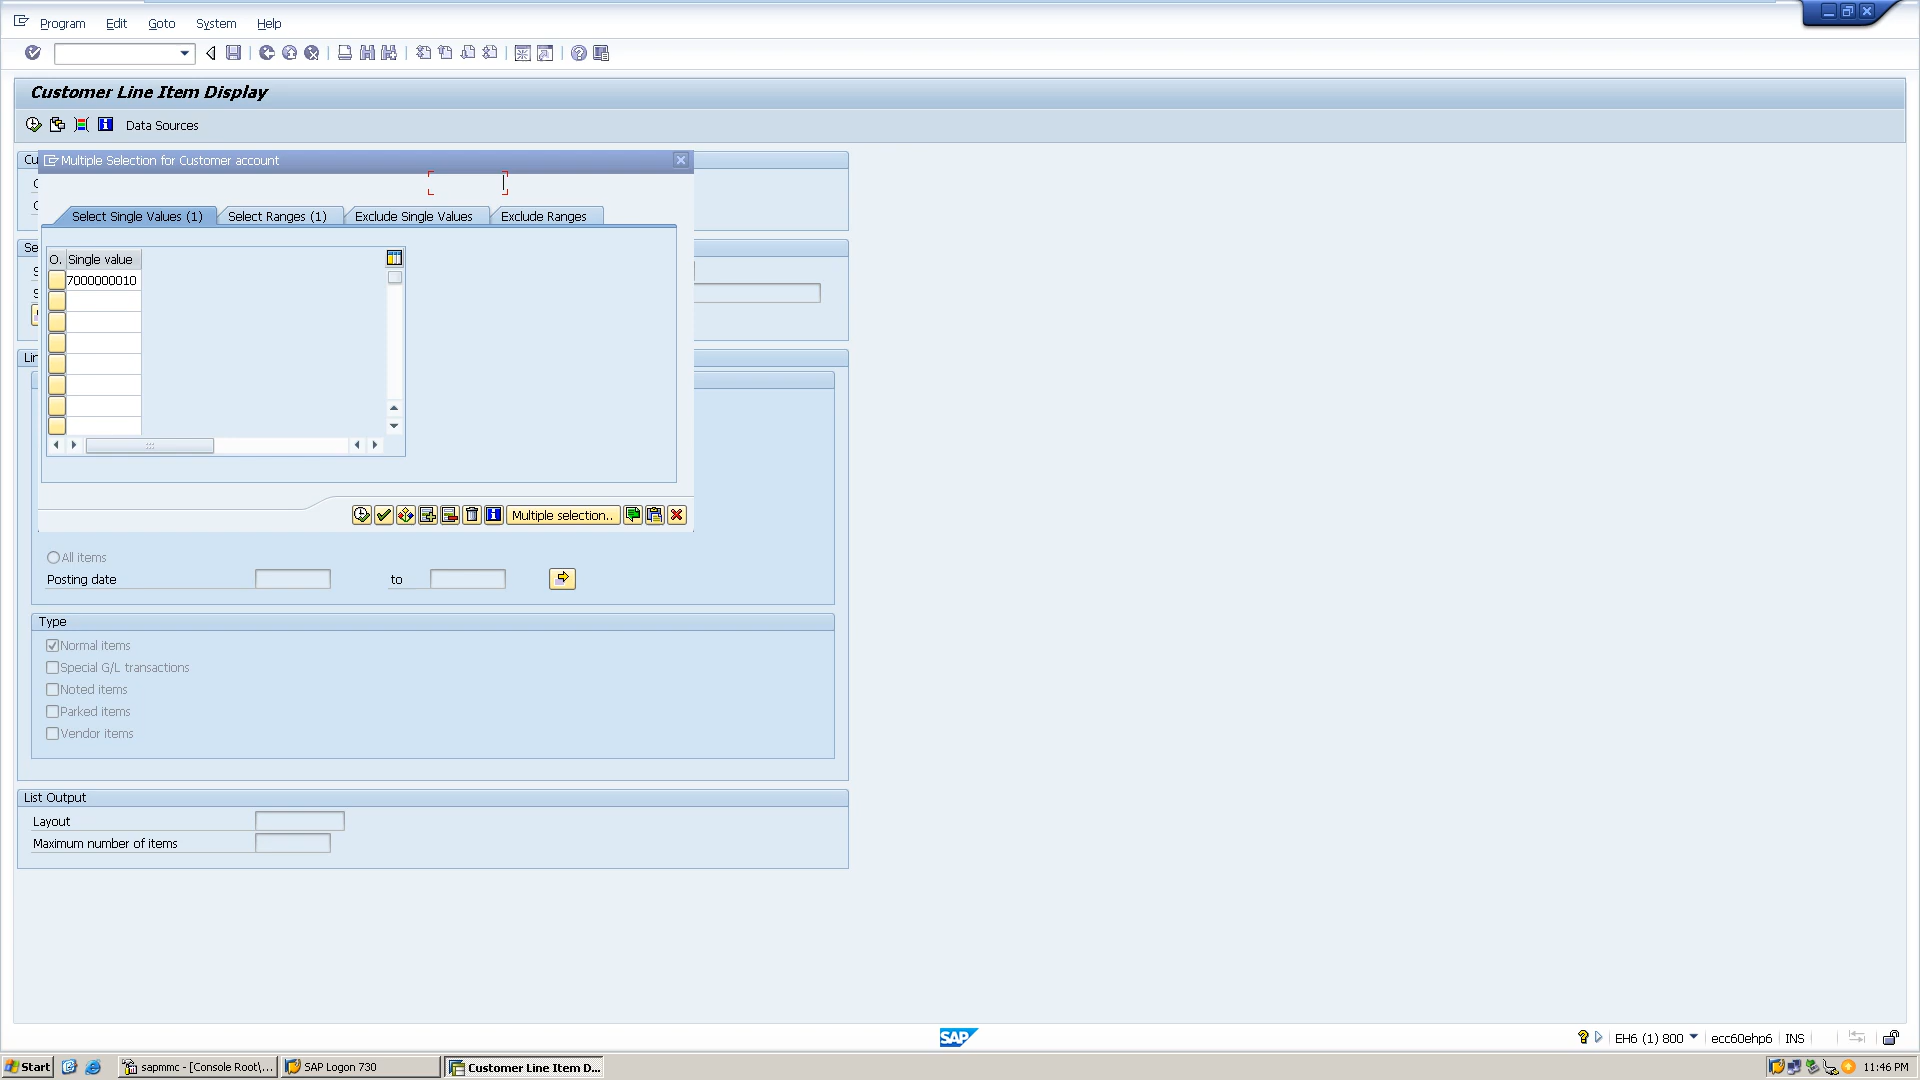 Program Edit Goto System Help
Customer Line Item Display
Data Sources
Cu
Multiple Selection for Customer account
Select Single Values (1) Select Ranges (1) Exclude Single Values Exclude Ranges
Se
O. Single value
7000000010
Lin
Multiple selection..
All items
Posting date to
Type
Normal items
Special G/L transactions
Noted items
Parked items
Vendor items
List Output
Layout
Maximum number of items
SAP
EH6 (1) 800 ecc60ehp6 INS
Start sapmmc - [Console Root\... SAP Logon 730 Customer Line Item D... 11:46 PM